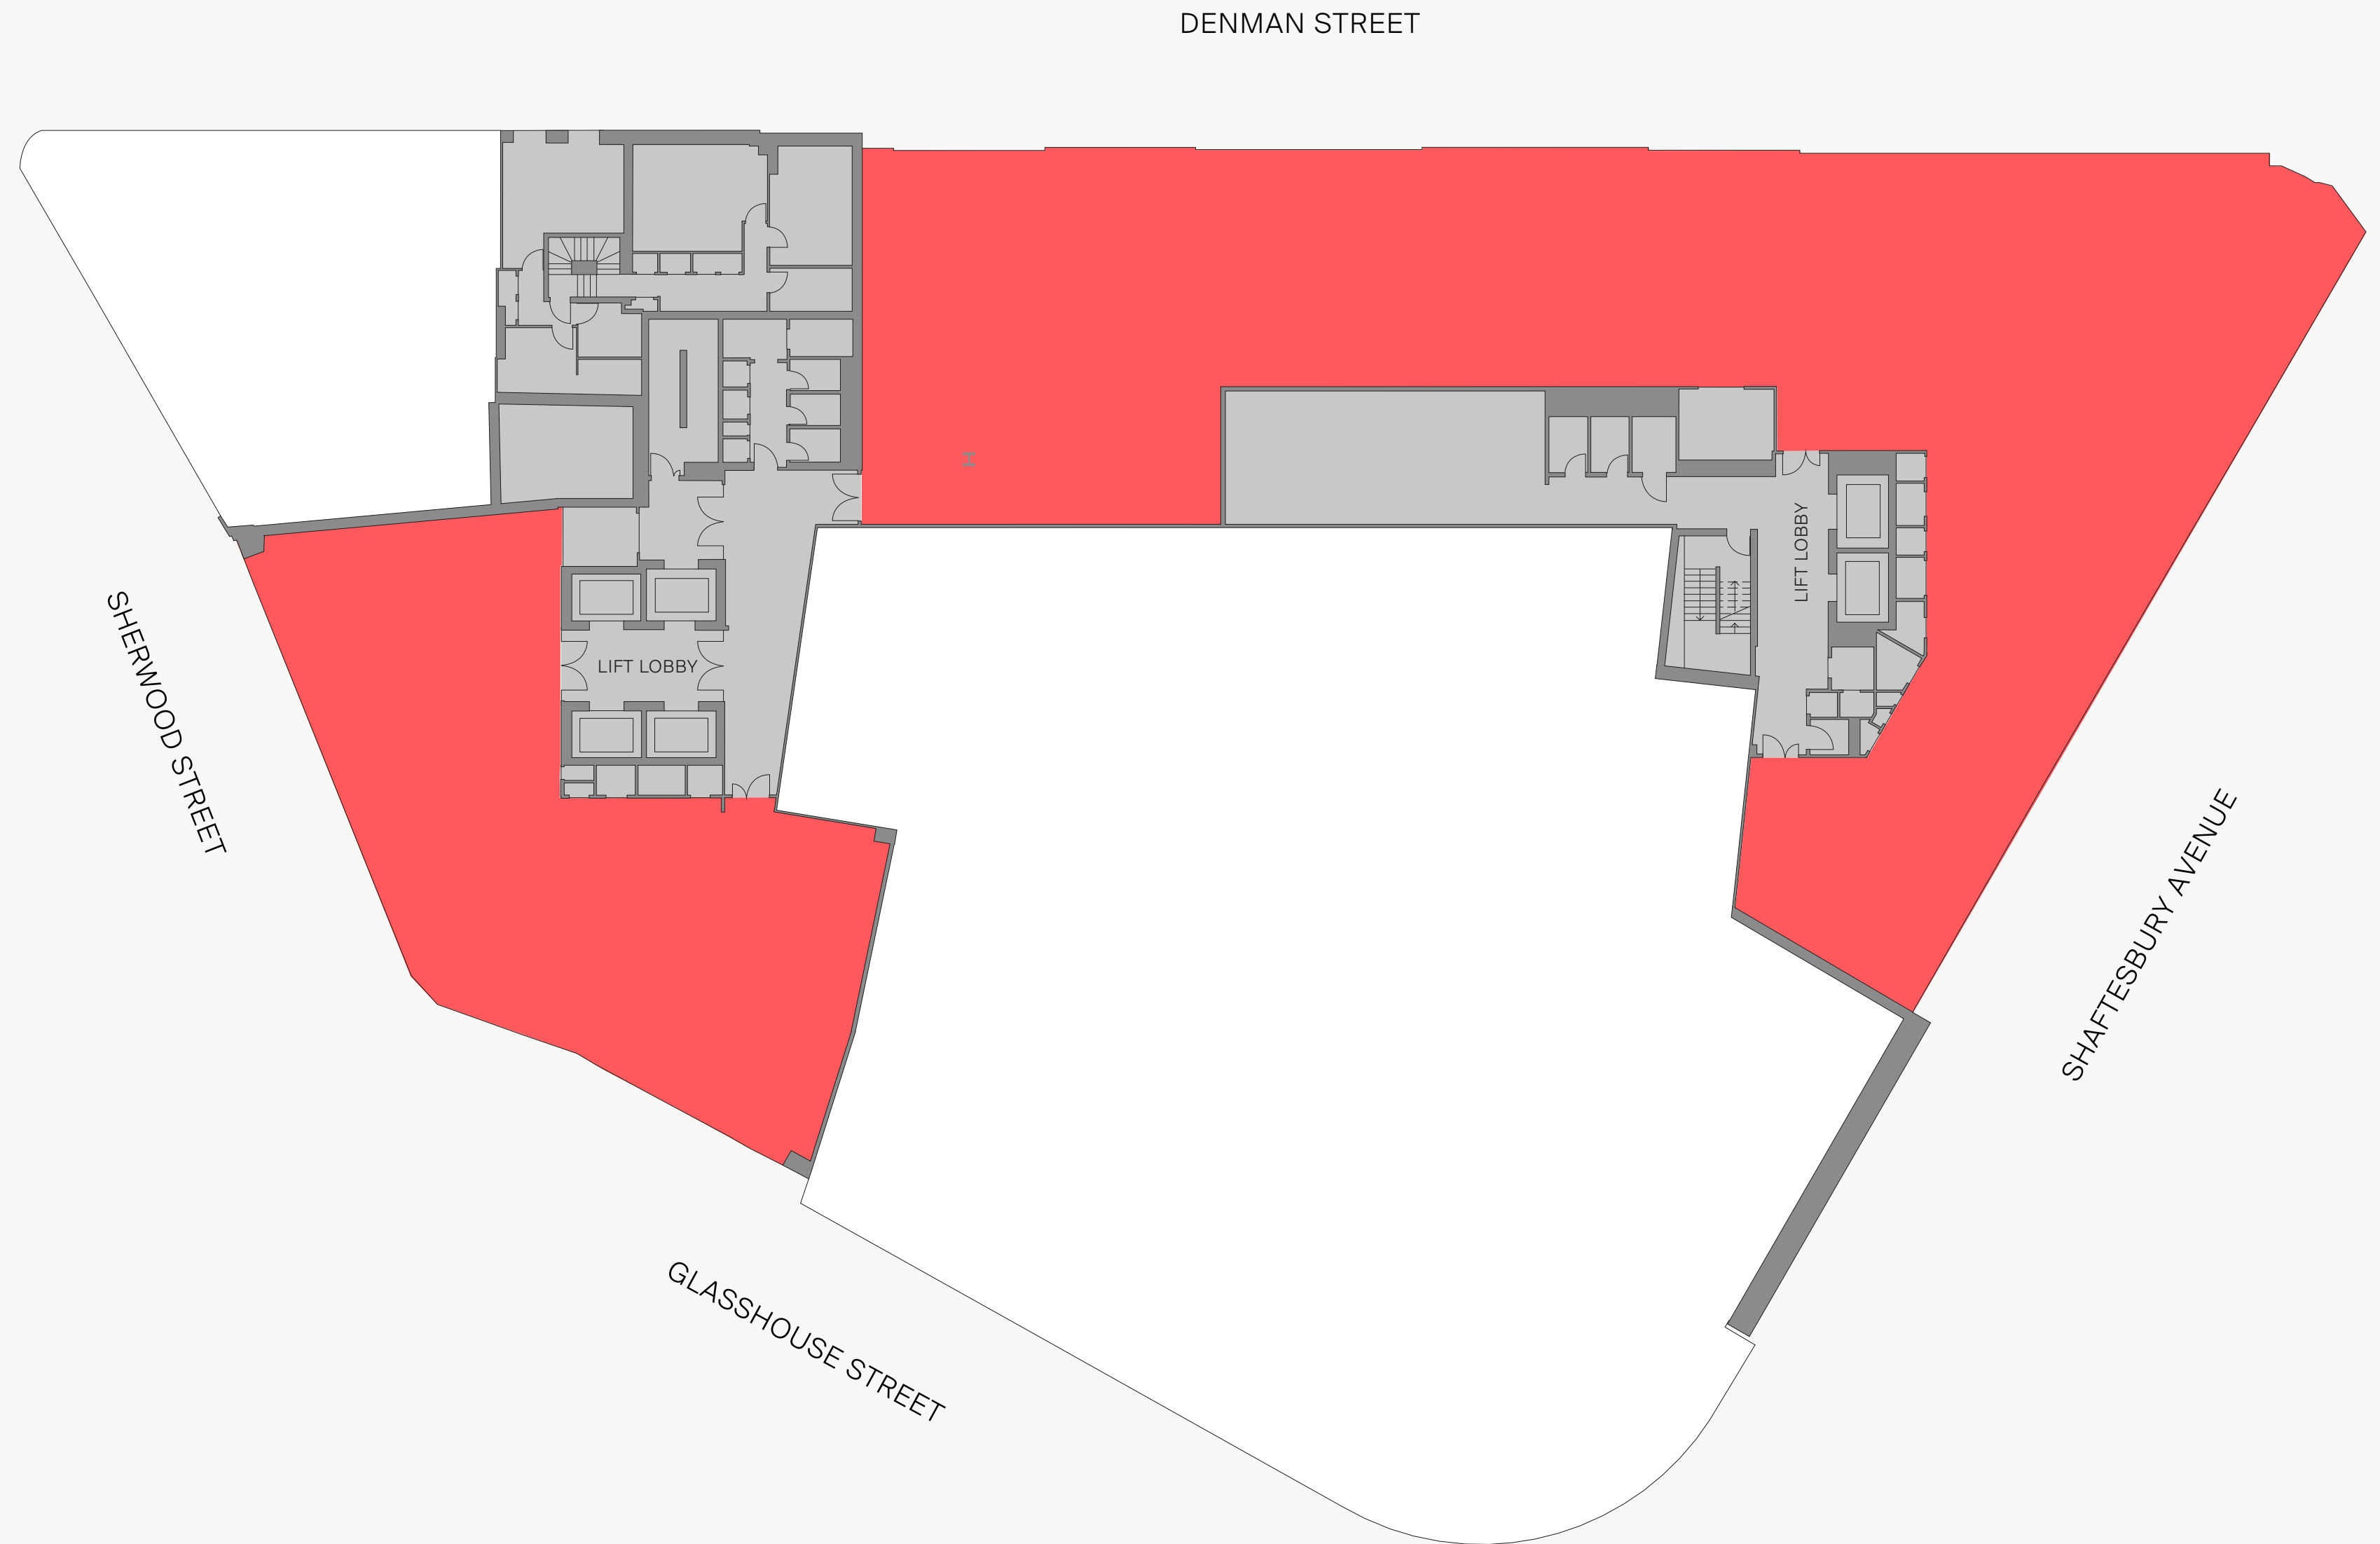 DENMAN STREET
LIFT LOBBY
SHERWOOD STREET
LIFT LOBBY
SHAFTESBURY AVENUE
GLASSHOUSE STREET